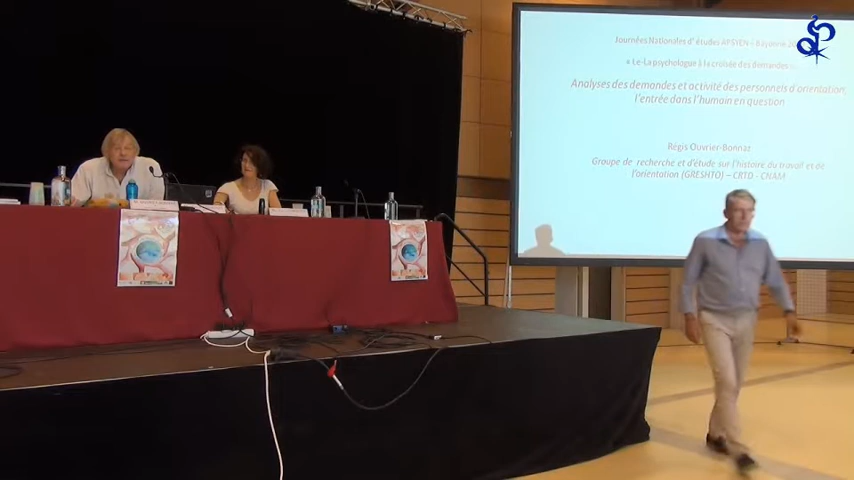 Journées Nationales d'études APSYEN – Bayonne
« Le-La psychologue à la croisée des demandes »
Analyses des demandes et activité des personnels d'orientation,
l'entrée dans l'humain en question
Régis Ouvrier-Bonnaz
Groupe de recherche et d'étude sur l'histoire du travail et de
l'orientation (GRESHTO) – CRTD - CNAM